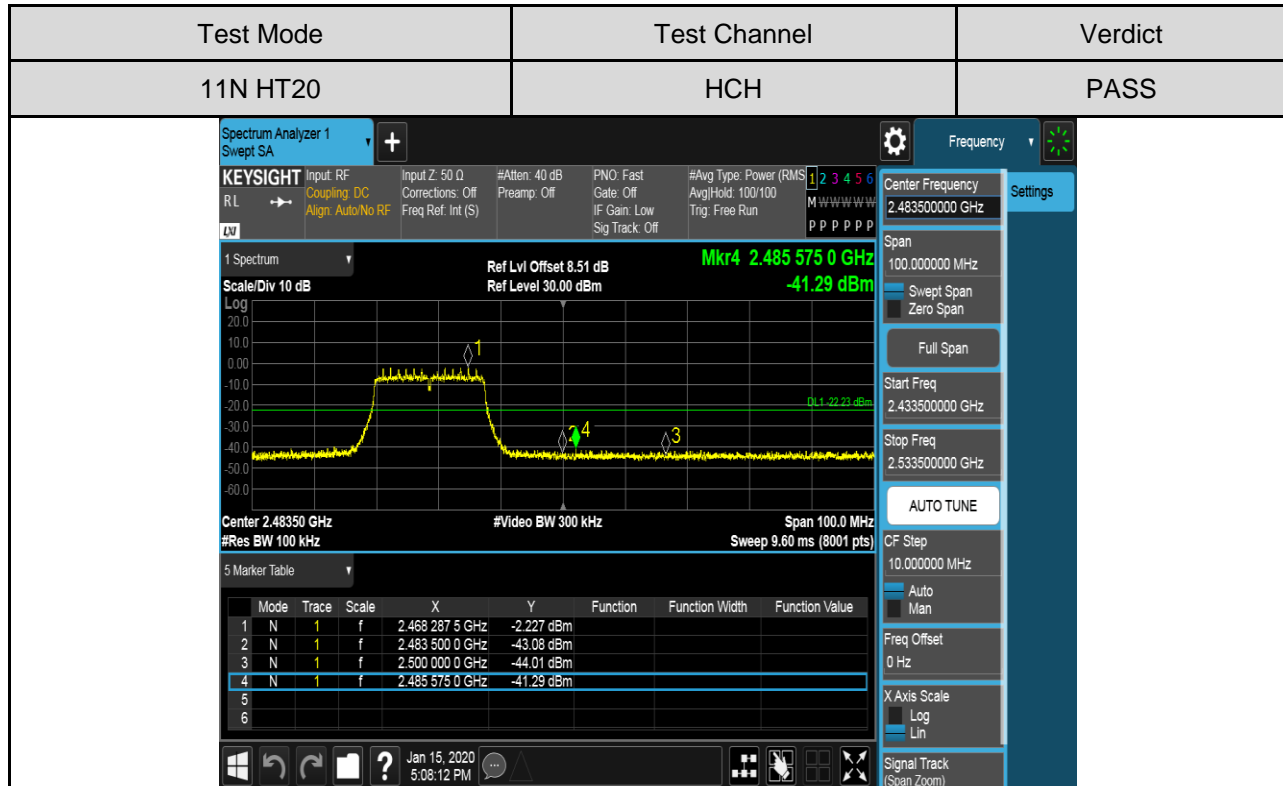 Test Mode Test Channel Verdict
11N HT20 HCH PASS
Spectrum Analyzer 1
Swept SA
+
Frequency
KEYSIGHT
RL
LXI
Input: RF
Coupling: DC
Align: Auto/No RF
Input Z: 50 Ω
Corrections: Off
Freq Ref: Int (S)
#Atten: 40 dB
Preamp: Off
PNO: Fast
Gate: Off
IF Gain: Low
Sig Track: Off
#Avg Type: Power (RMS
Avg|Hold: 100/100
Trig: Free Run
1 2 3 4 5 6
M W W W W W
P P P P P P
1 Spectrum
Scale/Div 10 dB
Ref Lvl Offset 8.51 dB
Ref Level 30.00 dBm
Mkr4 2.485 575 0 GHz
-41.29 dBm
Log
20.0
10.0
0.00
-10.0
-20.0
-30.0
-40.0
-50.0
-60.0
1
DL1 -22.23 dBm
2 4 3
Center 2.48350 GHz #Video BW 300 kHz Span 100.0 MHz
#Res BW 100 kHz Sweep 9.60 ms (8001 pts)
5 Marker Table
Mode Trace Scale X Y Function Function Width Function Value
1 N 1 f 2.468 287 5 GHz -2.227 dBm
2 N 1 f 2.483 500 0 GHz -43.08 dBm
3 N 1 f 2.500 000 0 GHz -44.01 dBm
4 N 1 f 2.485 575 0 GHz -41.29 dBm
5
6
?
Jan 15, 2020
5:08:12 PM
Center Frequency
2.483500000 GHz
Settings
Span
100.000000 MHz
Swept Span
Zero Span
Full Span
Start Freq
2.433500000 GHz
Stop Freq
2.533500000 GHz
AUTO TUNE
CF Step
10.000000 MHz
Auto
Man
Freq Offset
0 Hz
X Axis Scale
Log
Lin
Signal Track
(Span Zoom)